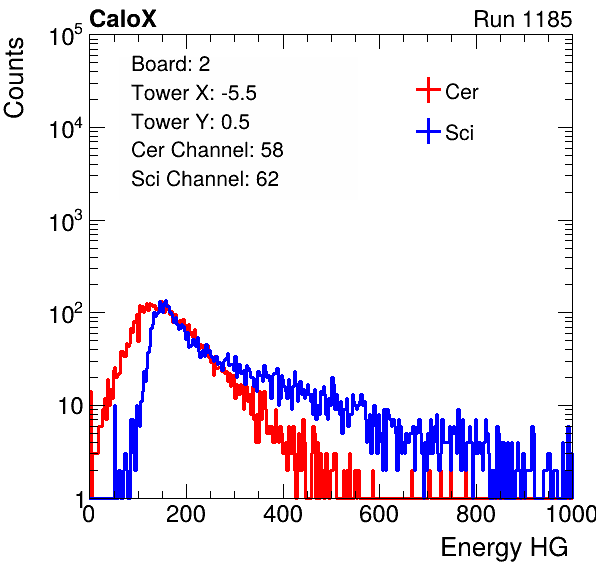 CaloX Run 1185
Counts
Board: 2
Tower X: -5.5
Tower Y: 0.5
Cer Channel: 58
Sci Channel: 62
Cer
Sci
10^5
10^4
10^3
10^2
10
1
0 200 400 600 800 1000
Energy HG